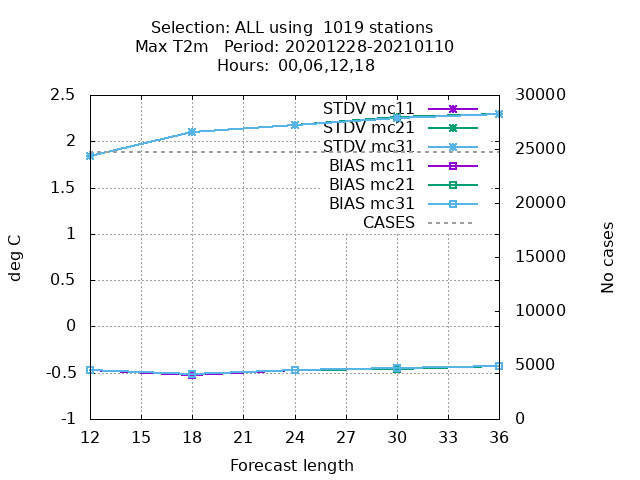 Selection: ALL using  1019 stations
Max T2m   Period: 20201228-20210110
Hours:  00,06,12,18
2.5
2
1.5
1
0.5
0
-0.5
-1
deg C
30000
25000
20000
15000
10000
5000
0
No cases
STDV mc11
STDV mc21
STDV mc31
BIAS mc11
BIAS mc21
BIAS mc31
CASES
12 15 18 21 24 27 30 33 36
Forecast length